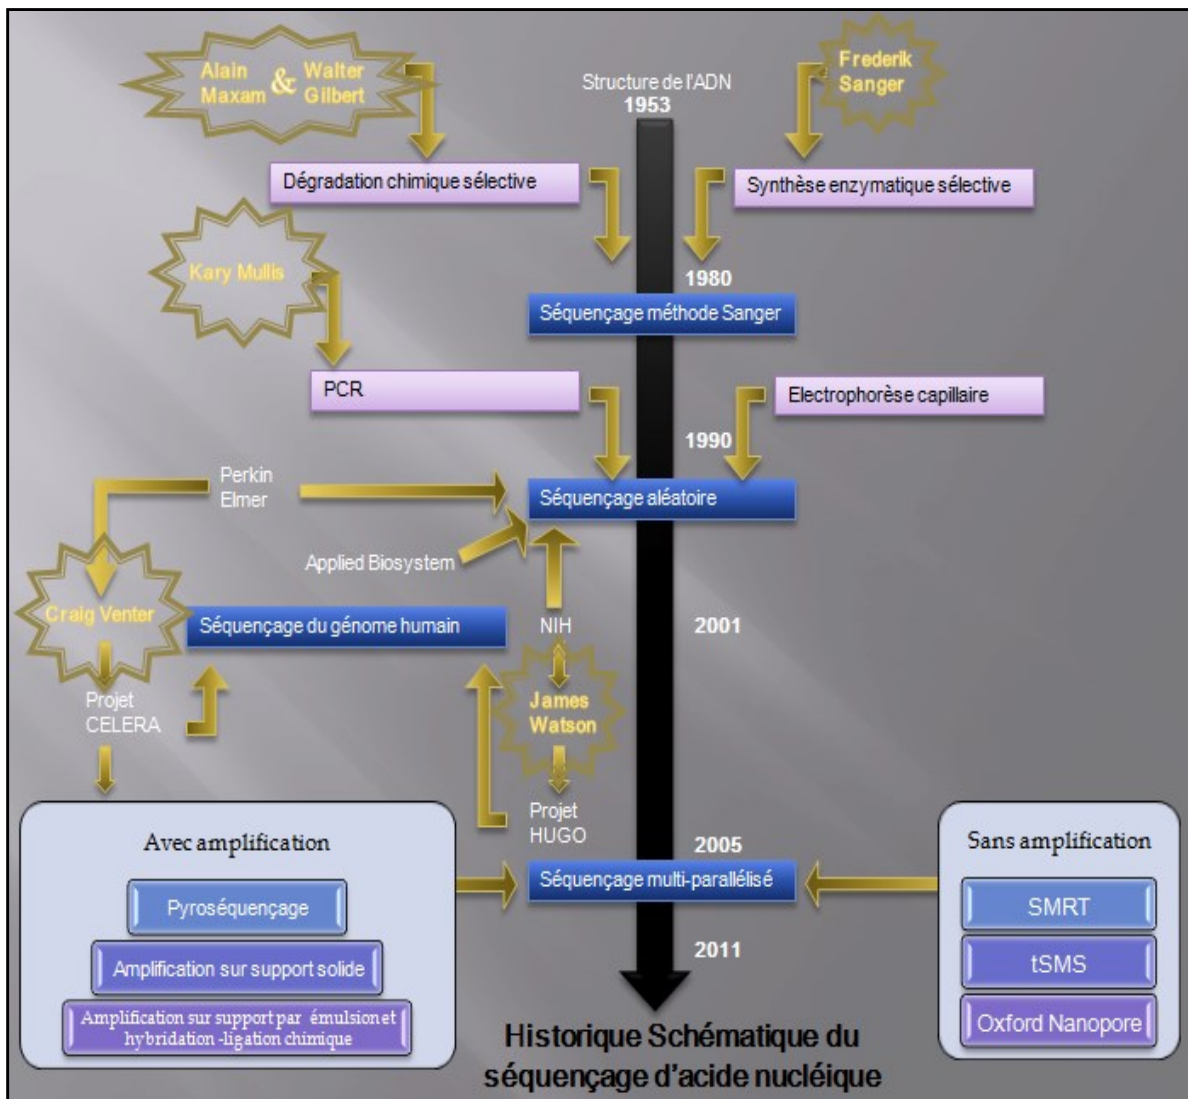 Alain
Maxam
&
Walter
Gilbert
Structure de l'ADN
1953
Frederik
Sanger
Dégradation chimique sélective
Synthèse enzymatique sélective
Kary Mullis
1980
Séquençage méthode Sanger
PCR
Electrophorèse capillaire
1990
Perkin
Elmer
Séquençage aléatoire
Applied Biosystem
Craig Venter
Séquençage du génome humain
NIH
2001
Projet
CELERA
James
Watson
Projet
HUGO
Avec amplification
Pyroséquençage
Amplification sur support solide
Amplification sur support par émulsion et
hybridation -ligation chimique
2005
Séquençage multi-parallélisé
2011
Sans amplification
SMRT
tSMS
Oxford Nanopore
Historique Schématique du
séquençage d'acide nucléique